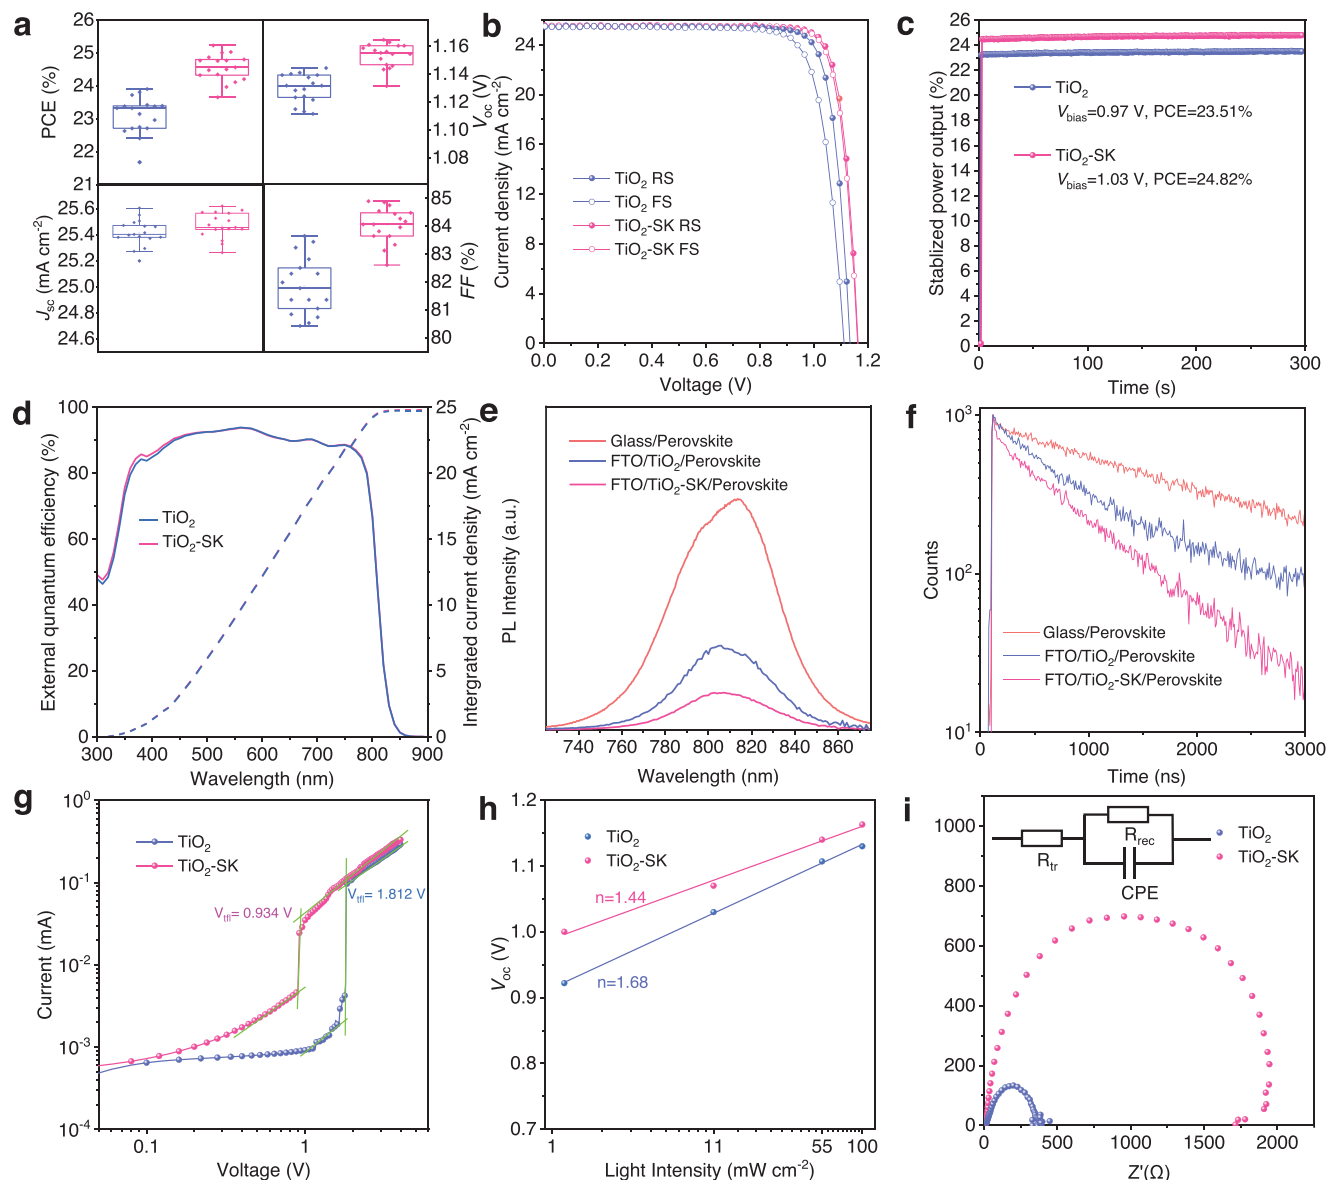 a
PCE (%)
26
25
24
23
22
21
1.16
1.14
1.12
1.10
1.08
Voc (V)
Jsc (mA cm-2)
25.6
25.4
25.2
25.0
24.8
24.6
85
84
83
82
81
80
FF (%)
b
Current density (mA cm-2)
24
20
16
12
8
4
0
TiO2 RS
TiO2 FS
TiO2-SK RS
TiO2-SK FS
0.0 0.2 0.4 0.6 0.8 1.0 1.2
Voltage (V)
c
Stablized power output (%)
26
24
22
20
18
16
14
12
10
8
6
4
2
0
TiO2
Vbias=0.97 V, PCE=23.51%
TiO2-SK
Vbias=1.03 V, PCE=24.82%
0 100 200 300
Time (s)
d
External qunantum efficiency (%)
100
80
60
40
20
0
TiO2
TiO2-SK
25
20
15
10
5
0
Intergrated current density (mA cm-2)
300 400 500 600 700 800 900
Wavelength (nm)
e
PL Intensity (a.u.)
Glass/Perovskite
FTO/TiO2/Perovskite
FTO/TiO2-SK/Perovskite
740 760 780 800 820 840 860
Wavelength (nm)
f
Counts
103
102
101
Glass/Perovskite
FTO/TiO2/Perovskite
FTO/TiO2-SK/Perovskite
0 1000 2000 3000
Time (ns)
g
Current (mA)
100
10-1
10-2
10-3
10-4
TiO2
TiO2-SK
Vtfl= 0.934 V
Vtfl= 1.812 V
0.1 1
Voltage (V)
h
Voc (V)
1.2
1.1
1.0
0.9
0.8
0.7
TiO2
TiO2-SK
n=1.44
n=1.68
1 11 55 100
Light Intensity (mW cm-2)
i
1000
800
600
400
200
0
Rtr
Rrec
CPE
TiO2
TiO2-SK
0 500 1000 1500 2000
Z'(Ω)